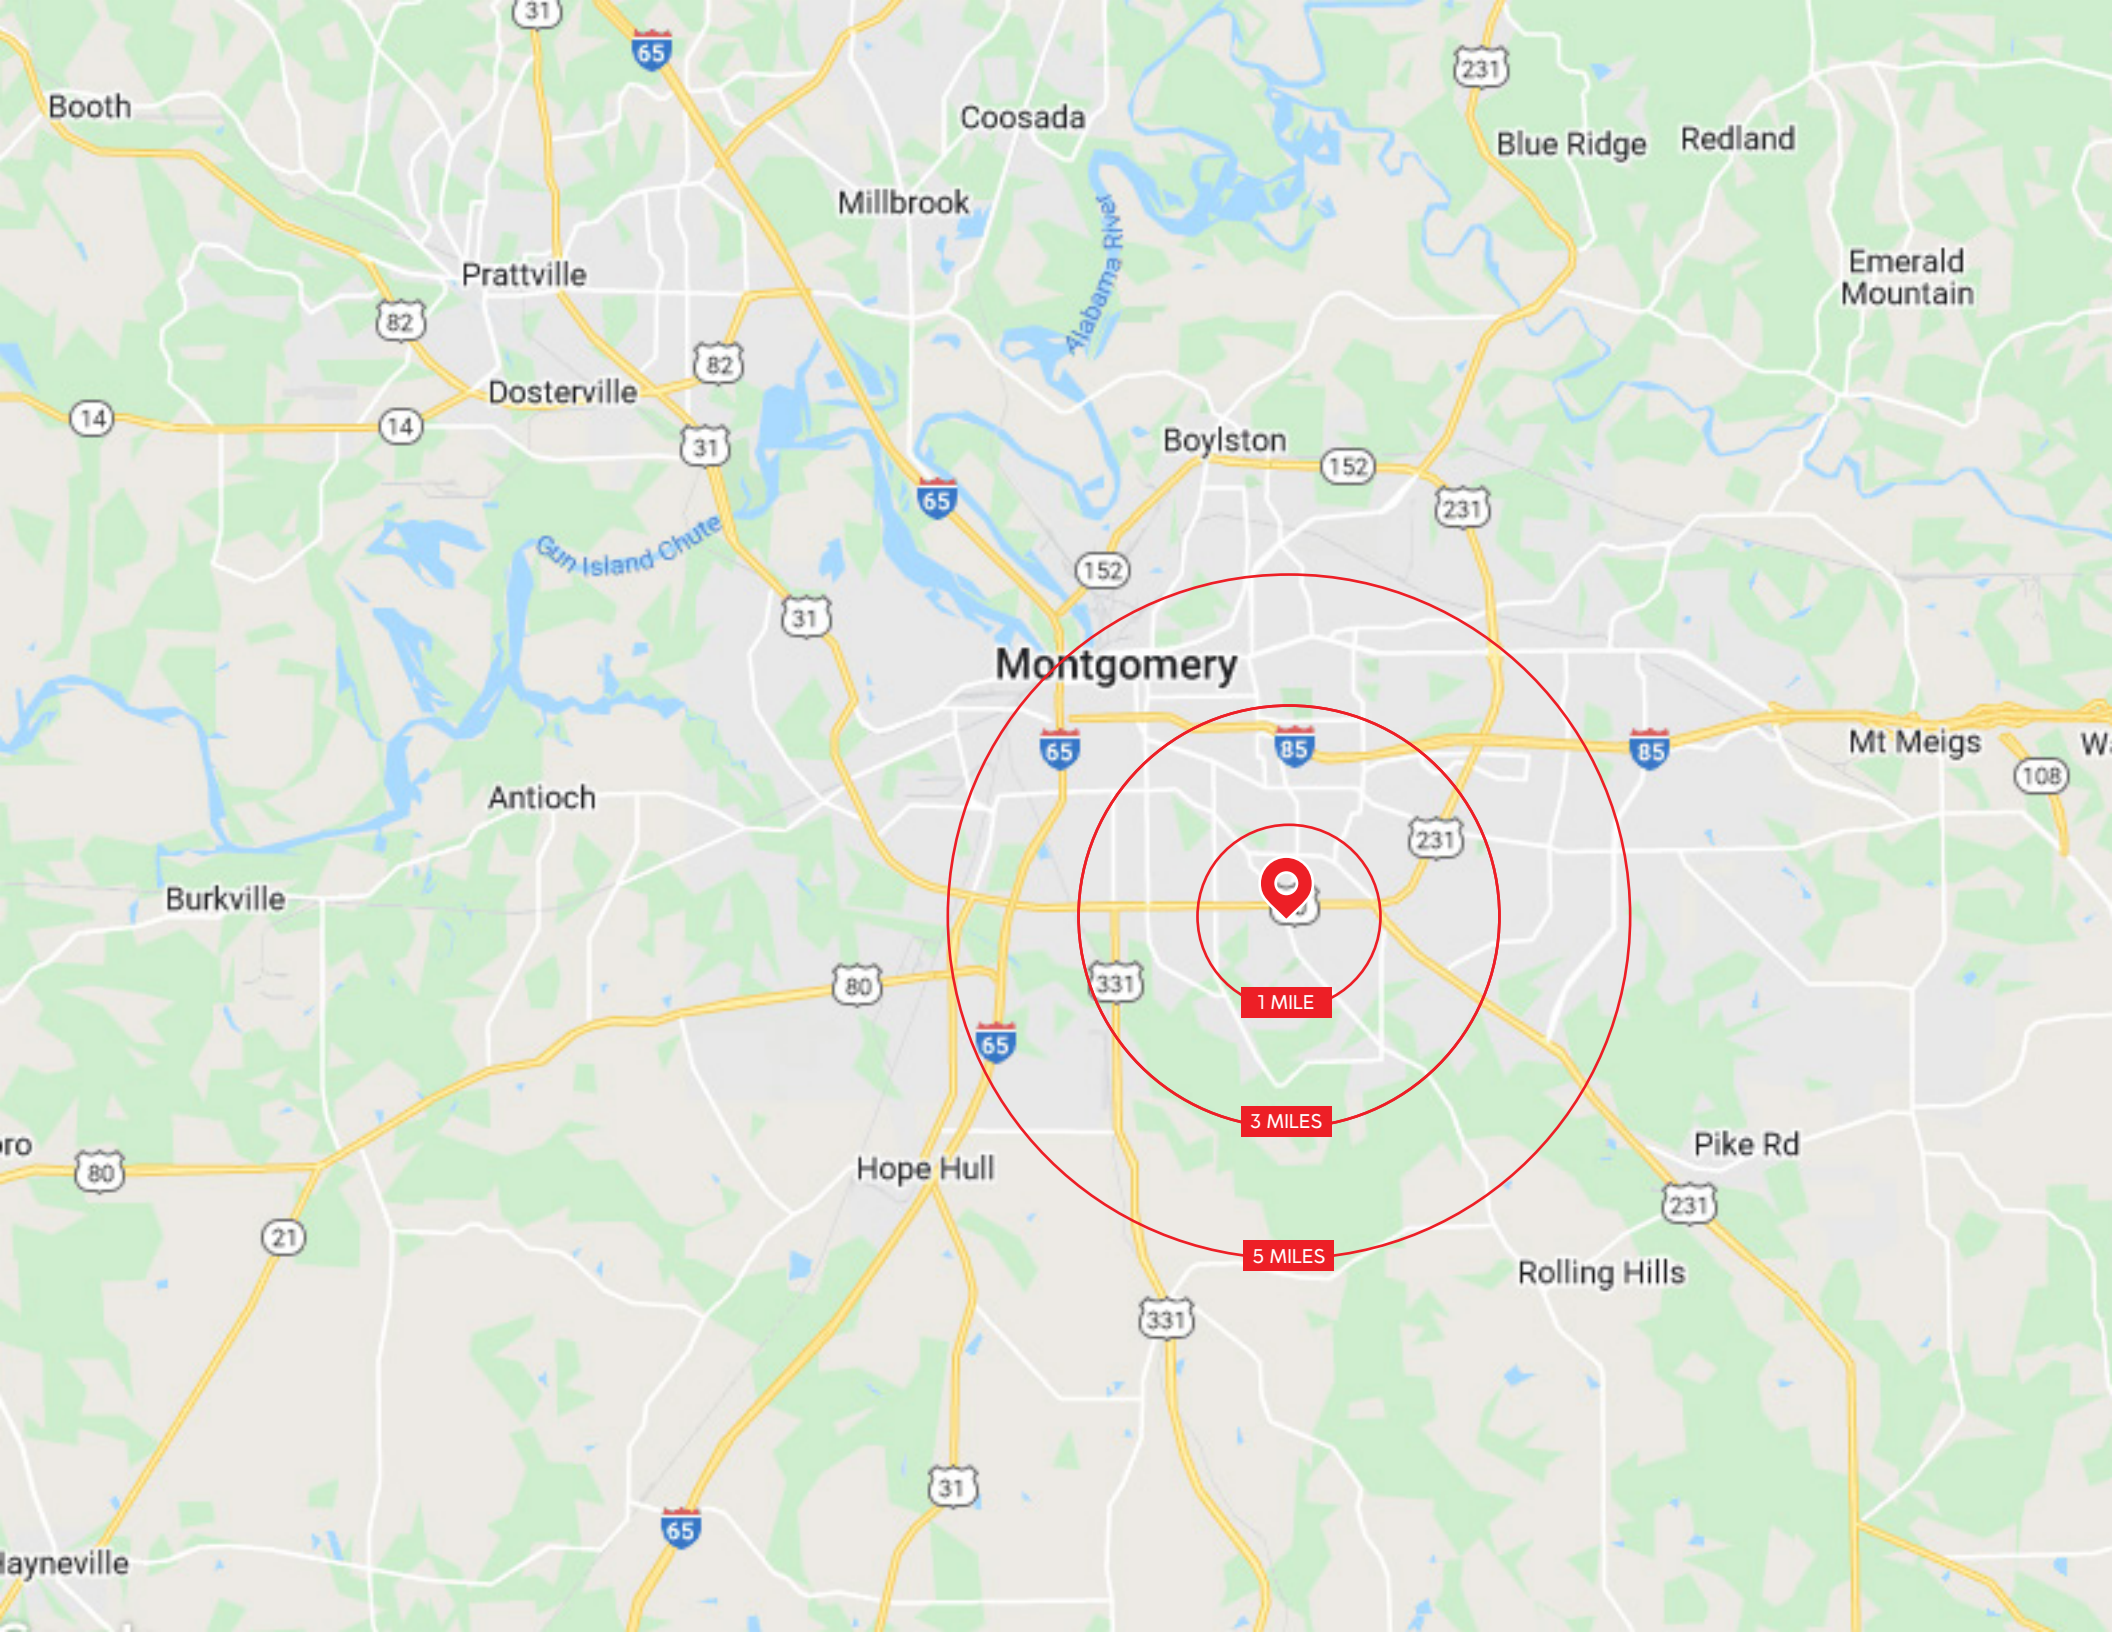 31
65
Booth
231
Coosada
Blue Ridge
Redland
Millbrook
Alabama River
Prattville
Emerald
Mountain
82
82
Dosterville
14
14
31
Boylston
152
65
231
Gun Island Chute
152
31
Montgomery
65
85
85
Mt Meigs
108
Antioch
231
Burkville
80
331
1 MILE
65
3 MILES
Pike Rd
80
Hope Hull
231
21
5 MILES
Rolling Hills
331
31
65